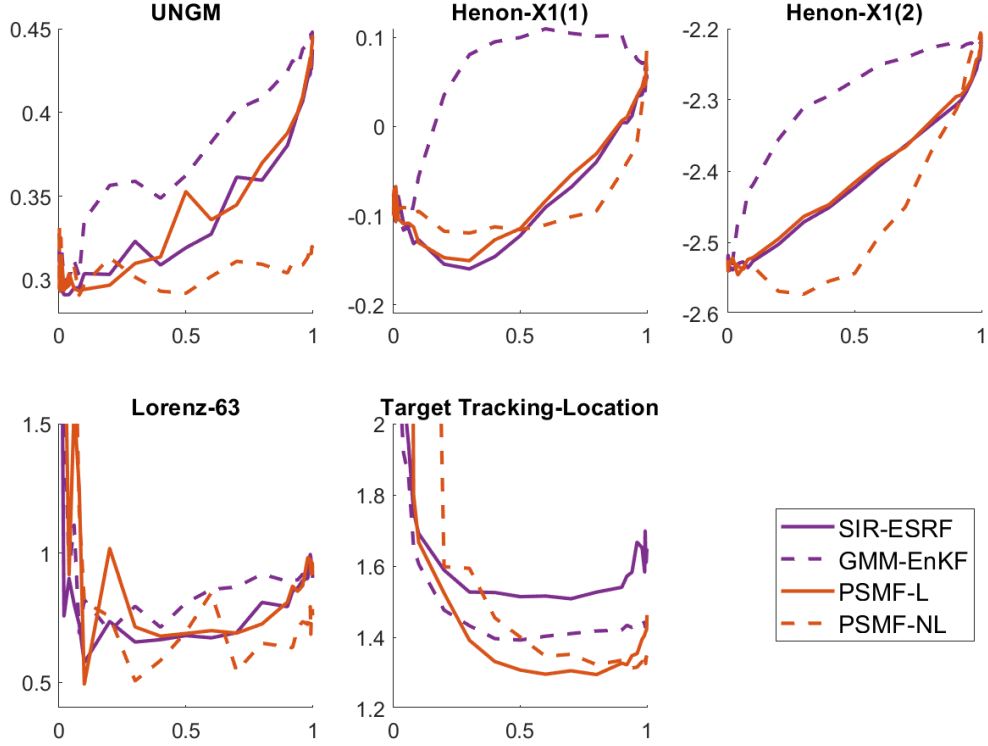 UNGM
0.45
0.4
0.35
0.3
0 0.5 1
Henon-X1(1)
0.1
0
-0.1
-0.2
0 0.5 1
Henon-X1(2)
-2.2
-2.3
-2.4
-2.5
-2.6
0 0.5 1
Lorenz-63
1.5
1
0.5
0 0.5 1
Target Tracking-Location
2
1.8
1.6
1.4
1.2
0 0.5 1
SIR-ESRF
GMM-EnKF
PSMF-L
PSMF-NL